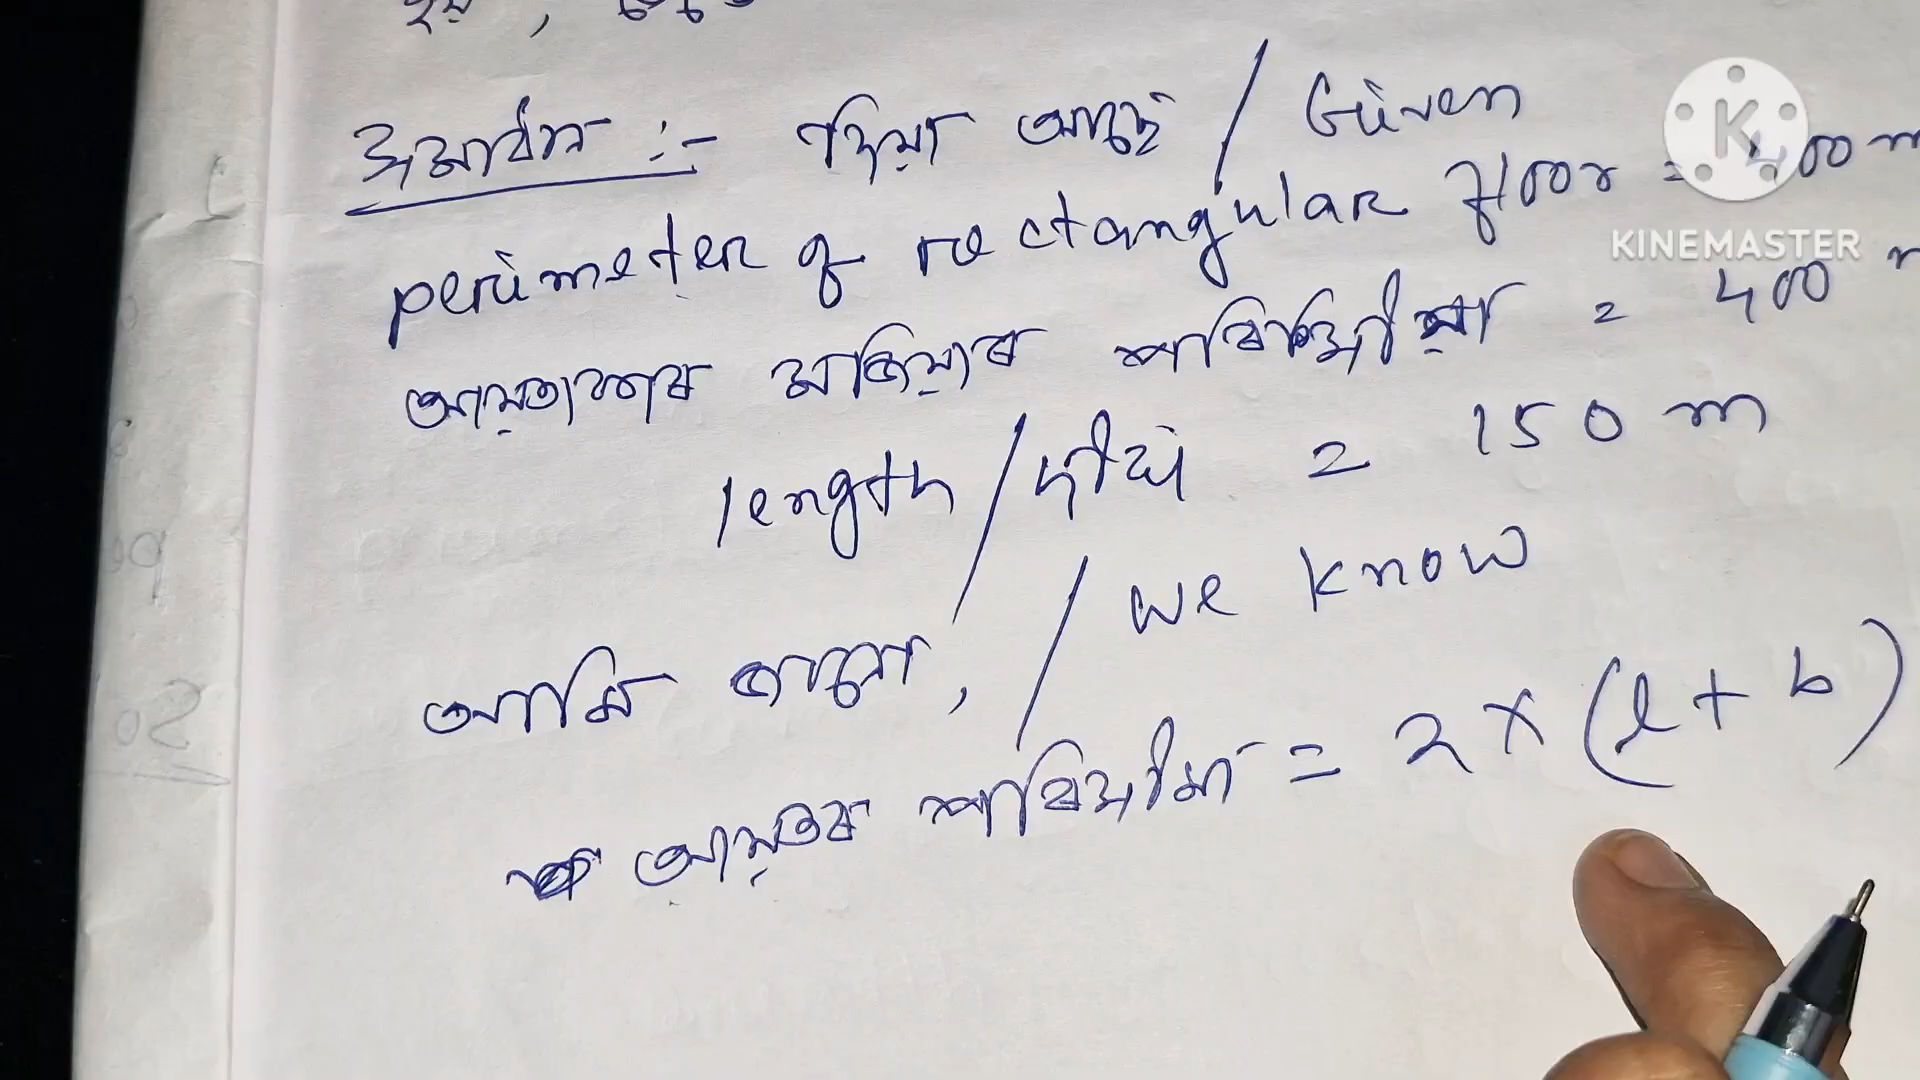 সমাধান :- দিয়া আছে / Given
perimeter of rectangular floor = 400 m
আয়তাকাৰ মজিয়াৰ পৰিসীমা = 400 m
length / দীঘ = 150 m
আমি জানো, / we know
আয়তৰ পৰিসীমা = 2 × (l + b)
KINEMASTER